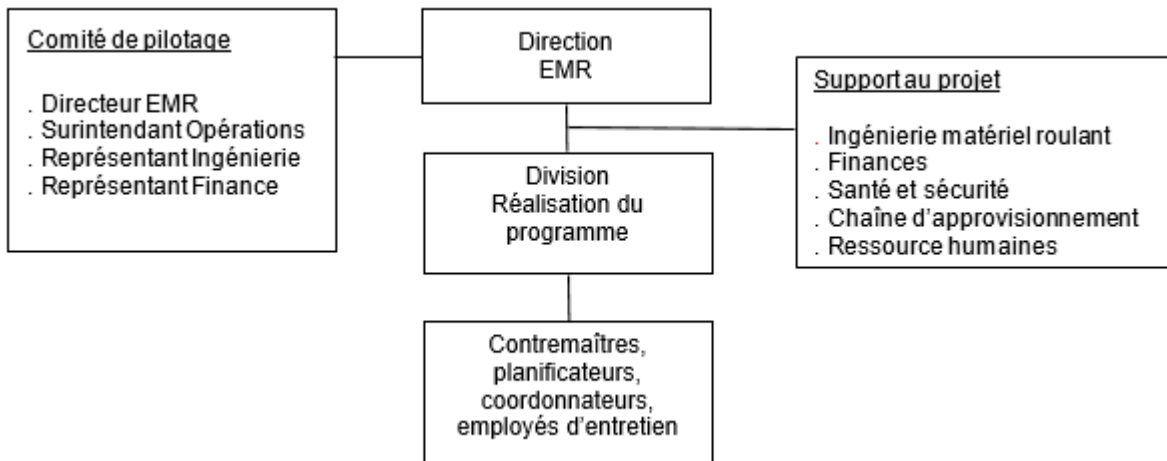 Comité de pilotage
. Directeur EMR
. Surintendant Opérations
. Représentant Ingénierie
. Représentant Finance
Direction
EMR
Support au projet
. Ingénierie matériel roulant
. Finances
. Santé et sécurité
. Chaîne d’approvisionnement
. Ressource humaines
Division
Réalisation du
programme
Contremaîtres,
planificateurs,
coordonnateurs,
employés d’entretien